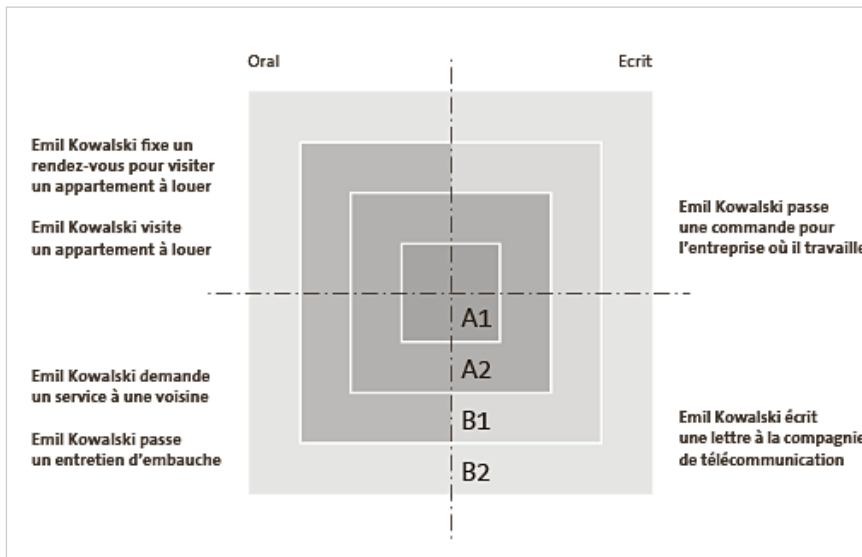 Oral
Ecrit
Emil Kowalski fixe un
rendez-vous pour visiter
un appartement à louer
Emil Kowalski visite
un appartement à louer
Emil Kowalski passe
une commande pour
l'entreprise où il travaille
A1
A2
B1
B2
Emil Kowalski demande
un service à une voisine
Emil Kowalski passe
un entretien d'embauche
Emil Kowalski écrit
une lettre à la compagnie
de télécommunication